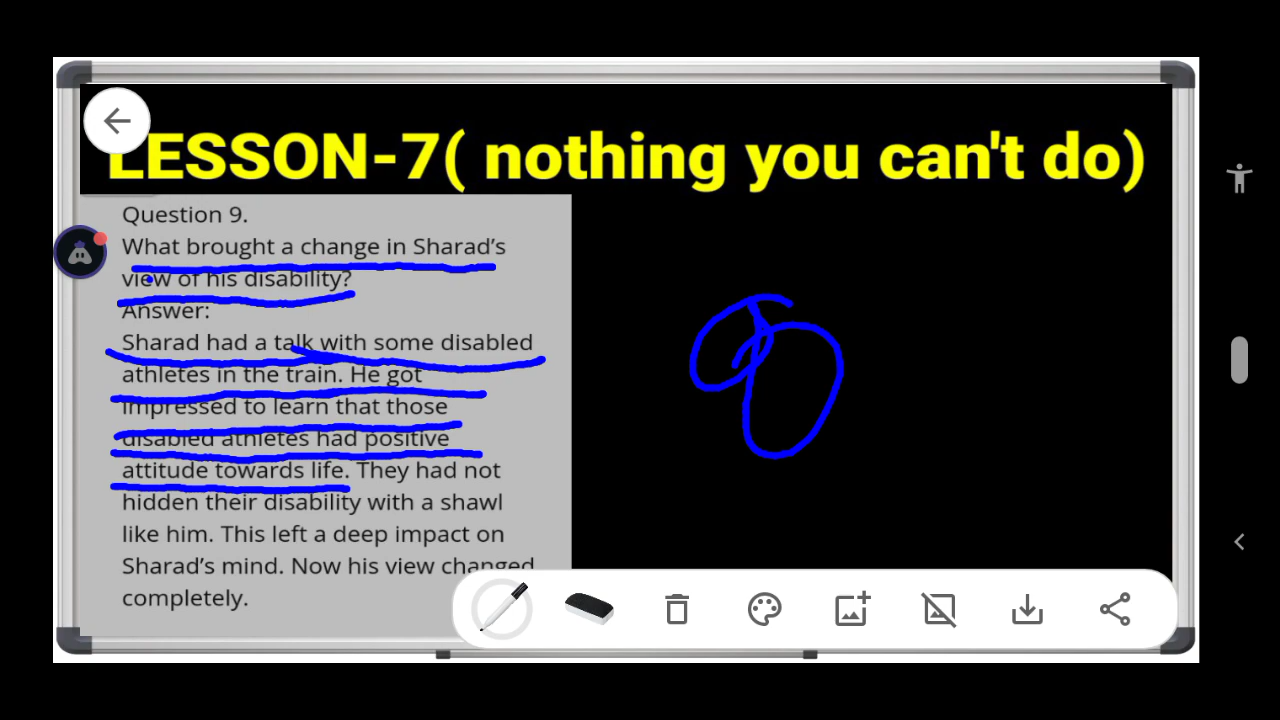 LESSON-7( nothing you can't do)
Question 9.
What brought a change in Sharad's
view of his disability?
Answer:
Sharad had a talk with some disabled
athletes in the train. He got
impressed to learn that those
disabled athletes had positive
attitude towards life. They had not
hidden their disability with a shawl
like him. This left a deep impact on
Sharad's mind. Now his view changed
completely.